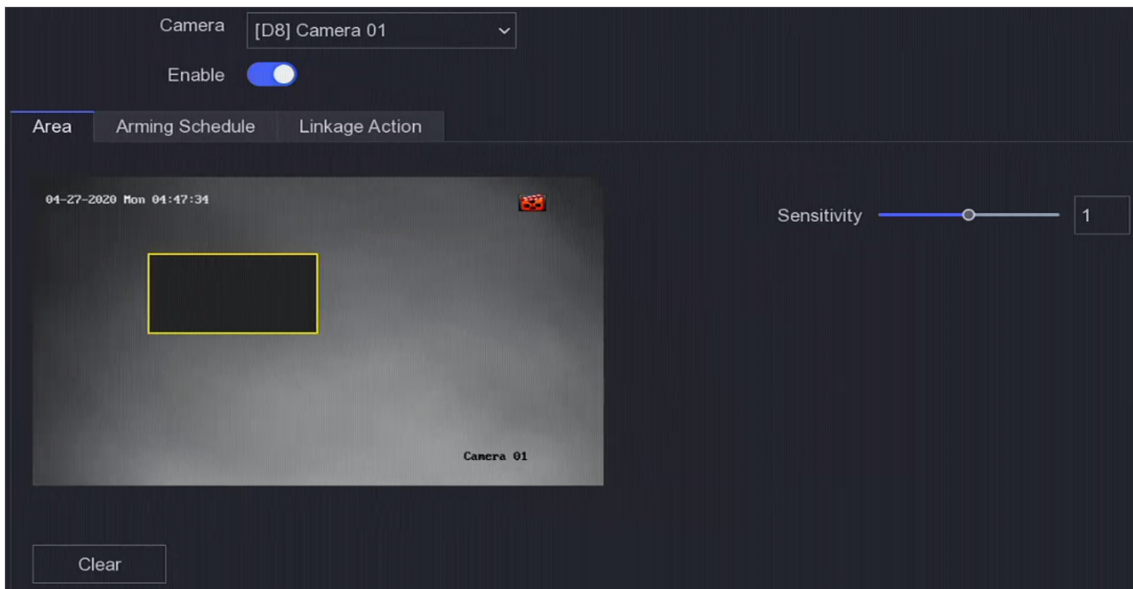 Camera [D8] Camera 01
Enable
Area Arming Schedule Linkage Action
04-27-2020 Mon 04:47:34
Sensitivity 1
Camera 01
Clear